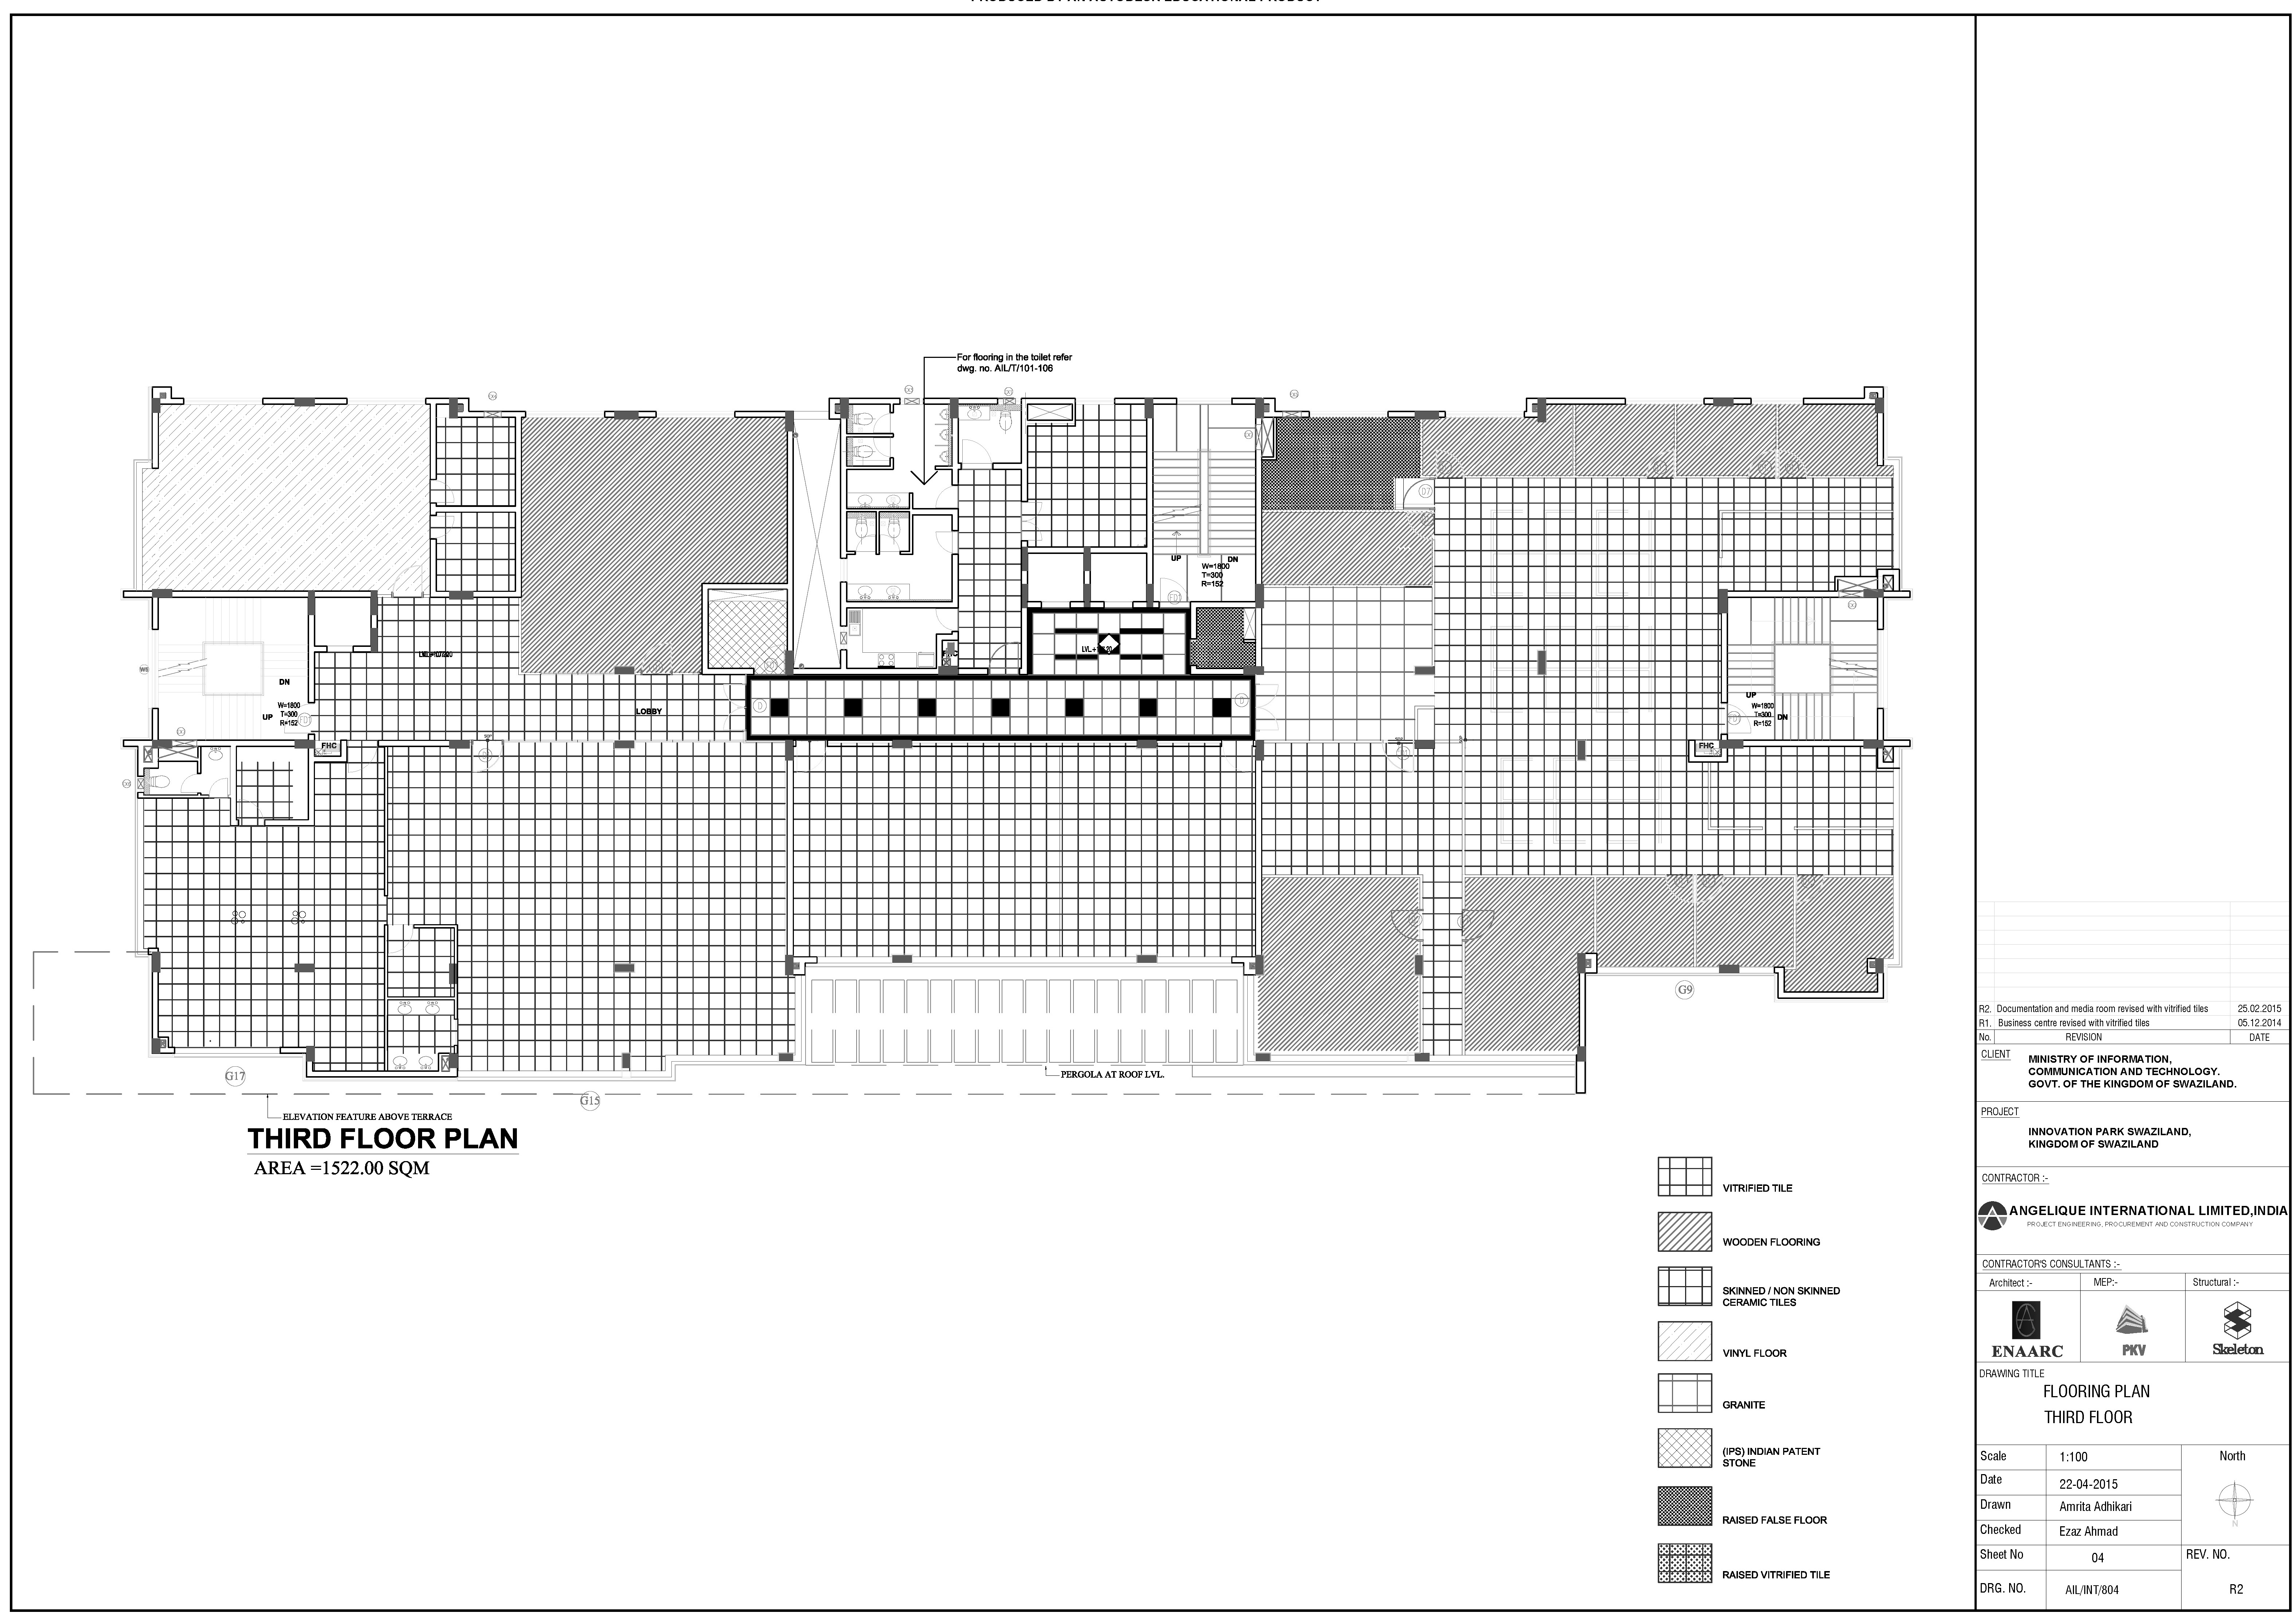 For flooring in the toilet refer
dwg. no. AIL/T/101-106
UP
DN
W=1800
T=300
R=152
DN
UP
W=1800
T=300
R=152
LOBBY
UP
DN
W=1800
T=300
R=152
FHC
FHC
G9
G17
G15
PERGOLA AT ROOF LVL.
ELEVATION FEATURE ABOVE TERRACE
THIRD FLOOR PLAN
AREA =1522.00 SQM
VITRIFIED TILE
WOODEN FLOORING
SKINNED / NON SKINNED
CERAMIC TILES
VINYL FLOOR
GRANITE
(IPS) INDIAN PATENT
STONE
RAISED FALSE FLOOR
RAISED VITRIFIED TILE
R2. Documentation and media room revised with vitrified tiles 25.02.2015
R1. Business centre revised with vitrified tiles 05.12.2014
No. REVISION DATE
CLIENT
MINISTRY OF INFORMATION,
COMMUNICATION AND TECHNOLOGY.
GOVT. OF THE KINGDOM OF SWAZILAND.
PROJECT
INNOVATION PARK SWAZILAND,
KINGDOM OF SWAZILAND
CONTRACTOR :-
ANGELIQUE INTERNATIONAL LIMITED,INDIA
PROJECT ENGINEERING, PROCUREMENT AND CONSTRUCTION COMPANY
CONTRACTOR'S CONSULTANTS :-
Architect :- MEP:- Structural :-
ENAARC PKV Skeleton
DRAWING TITLE
FLOORING PLAN
THIRD FLOOR
Scale 1:100 North
Date 22-04-2015
Drawn Amrita Adhikari
N
Checked Ezaz Ahmad
Sheet No 04 REV. NO.
DRG. NO. AIL/INT/804 R2